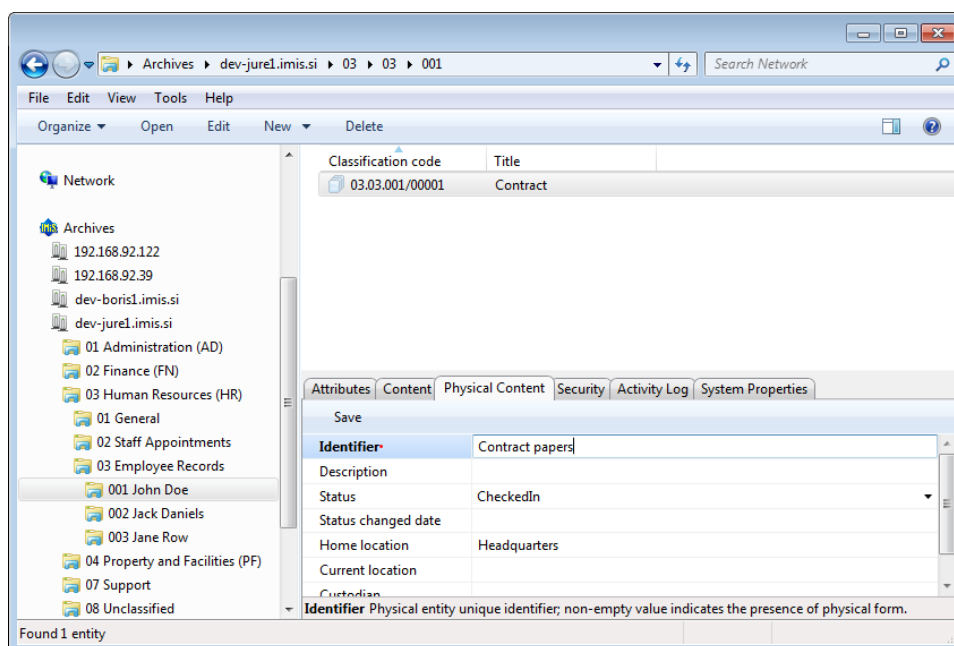 Archives ▸ dev-jure1.imis.si ▸ 03 ▸ 03 ▸ 001
Search Network
File Edit View Tools Help
Organize Open Edit New Delete
Network
Archives
192.168.92.122
192.168.92.39
dev-boris1.imis.si
dev-jure1.imis.si
01 Administration (AD)
02 Finance (FN)
03 Human Resources (HR)
01 General
02 Staff Appointments
03 Employee Records
001 John Doe
002 Jack Daniels
003 Jane Row
04 Property and Facilities (PF)
07 Support
08 Unclassified
Classification code Title
03.03.001/00001 Contract
Attributes Content Physical Content Security Activity Log System Properties
Save
Identifier* Contract papers
Description
Status CheckedIn
Status changed date
Home location Headquarters
Current location
Custodian
Identifier Physical entity unique identifier; non-empty value indicates the presence of physical form.
Found 1 entity